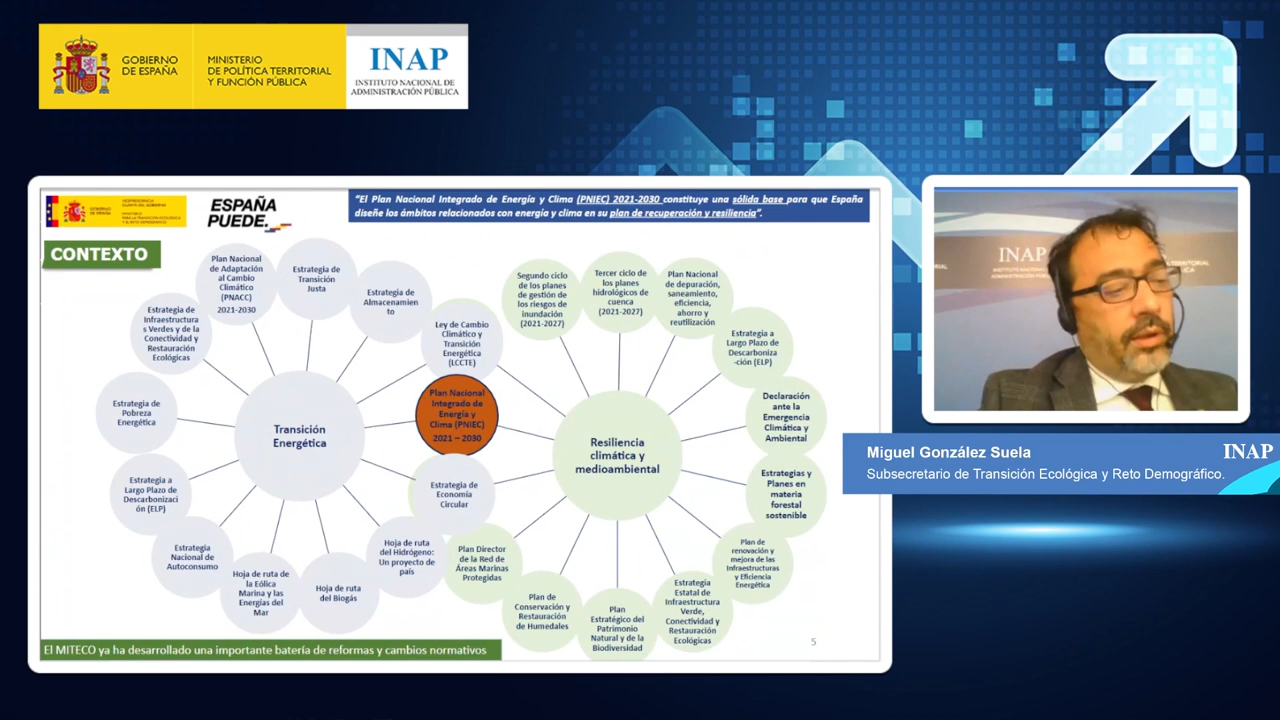 GOBIERNO
DE ESPAÑA
MINISTERIO
DE POLÍTICA TERRITORIAL
Y FUNCIÓN PÚBLICA
INAP
INSTITUTO NACIONAL DE
ADMINISTRACIÓN PÚBLICA
ESPAÑA
PUEDE.
"El Plan Nacional Integrado de Energía y Clima (PNIEC) 2021-2030 constituye una sólida base para que España
diseñe los ámbitos relacionados con energía y clima en su plan de recuperación y resiliencia".
CONTEXTO
Plan Nacional
de Adaptación
al Cambio
Climático
(PNACC)
2021-2030
Estrategia de
Transición
Justa
Estrategia de
Almacenamien
to
Ley de Cambio
Climático y
Transición
Energética
(LCCTE)
Plan Nacional
Integrado de
Energía y
Clima (PNIEC)
2021 – 2030
Estrategia de
Economía
Circular
Hoja de ruta
del Hidrógeno:
Un proyecto de
país
Hoja de ruta
del Biogás
Hoja de ruta de
la Eólica
Marina y las
Energías del
Mar
Estrategia
Nacional de
Autoconsumo
Estrategia a
Largo Plazo de
Descarbonizaci
ón (ELP)
Estrategia de
Pobreza
Energética
Estrategia de
Infraestructura
s Verdes y de la
Conectividad y
Restauración
Ecológicas
Transición
Energética
Segundo ciclo
de los planes
de gestión de
los riesgos de
inundación
(2021-2027)
Tercer ciclo de
los planes
hidrológicos de
cuenca
(2021-2027)
Plan Nacional
de depuración,
saneamiento,
eficiencia,
ahorro y
reutilización
Estrategia a
Largo Plazo de
Descarboniza
-ción (ELP)
Declaración
ante la
Emergencia
Climática y
Ambiental
Estrategias y
Planes en
materia
forestal
sostenible
Plan de
renovación y
mejora de las
Infraestructuras
y Eficiencia
Energética
Estrategia
Estatal de
Infraestructura
Verde,
Conectividad y
Restauración
Ecológicas
Plan
Estratégico del
Patrimonio
Natural y de la
Biodiversidad
Plan de
Conservación y
Restauración
de Humedales
Plan Director
de la Red de
Áreas Marinas
Protegidas
Resiliencia
climática y
medioambiental
El MITECO ya ha desarrollado una importante batería de reformas y cambios normativos
5
INAP
Miguel González Suela
Subsecretario de Transición Ecológica y Reto Demográfico.
INAP